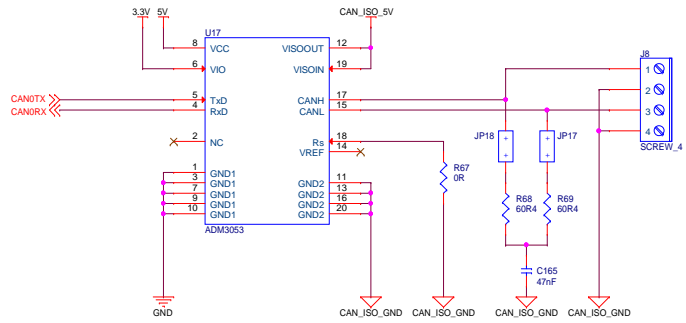 3.3V 5V CAN_ISO_5V
U17
8 VCC VISOOUT 12
6 VIO VISOIN 19
J8
1
CAN0TX 5 TxD CANH 17 2
CAN0RX 4 RxD CANL 15 3
4
SCREW_4
2 NC Rs 18 JP18 JP17
VREF 14
R67
0R
1 GND1 GND2 11
3 GND1 GND2 13
7 GND1 GND2 16
9 GND1 GND2 20
10 GND1
ADM3053
R68
60R4
R69
60R4
C165
47nF
GND CAN_ISO_GND CAN_ISO_GND CAN_ISO_GND CAN_ISO_GND